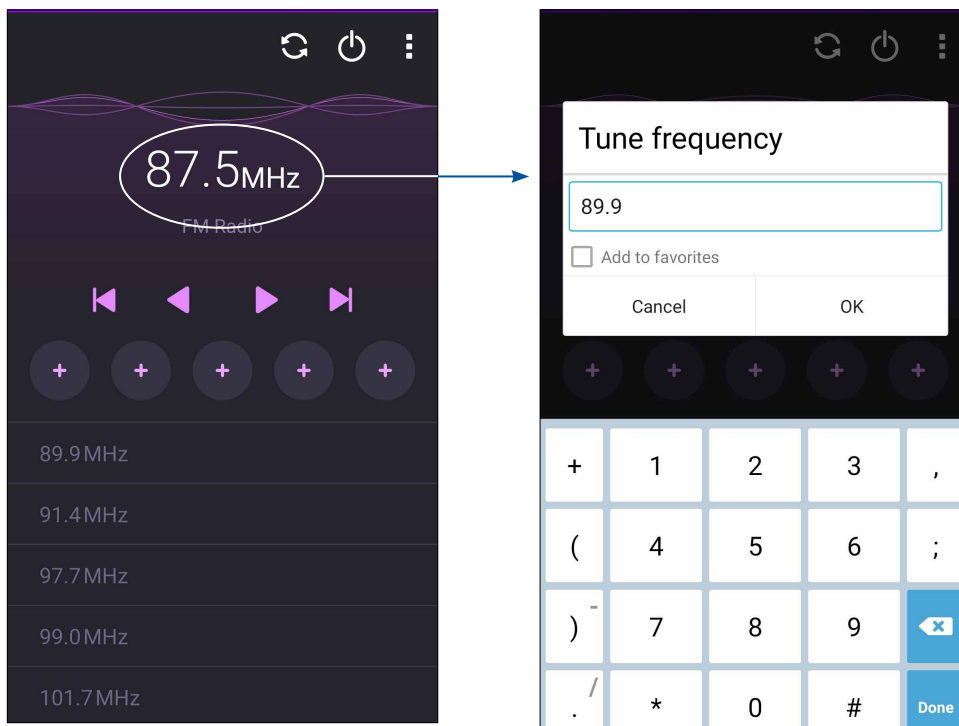 87.5MHz
FM Radio
+ + + + +
89.9MHz
91.4MHz
97.7MHz
99.0MHz
101.7MHz
Tune frequency
89.9
Add to favorites
Cancel OK
+ + + + +
+ 1 2 3 ,
( 4 5 6 ;
) - 7 8 9
. / * 0 # Done